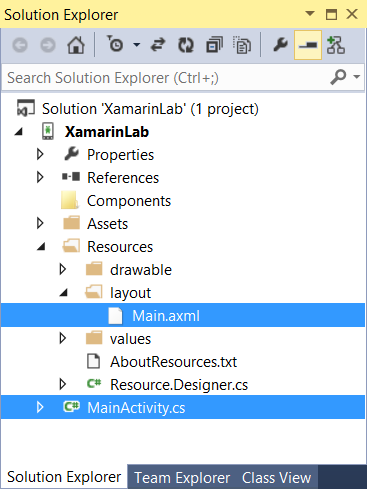 Solution Explorer
Search Solution Explorer (Ctrl+;)
Solution 'XamarinLab' (1 project)
XamarinLab
Properties
References
Components
Assets
Resources
drawable
layout
Main.axml
values
AboutResources.txt
C# Resource.Designer.cs
C# MainActivity.cs
Solution Explorer Team Explorer Class View